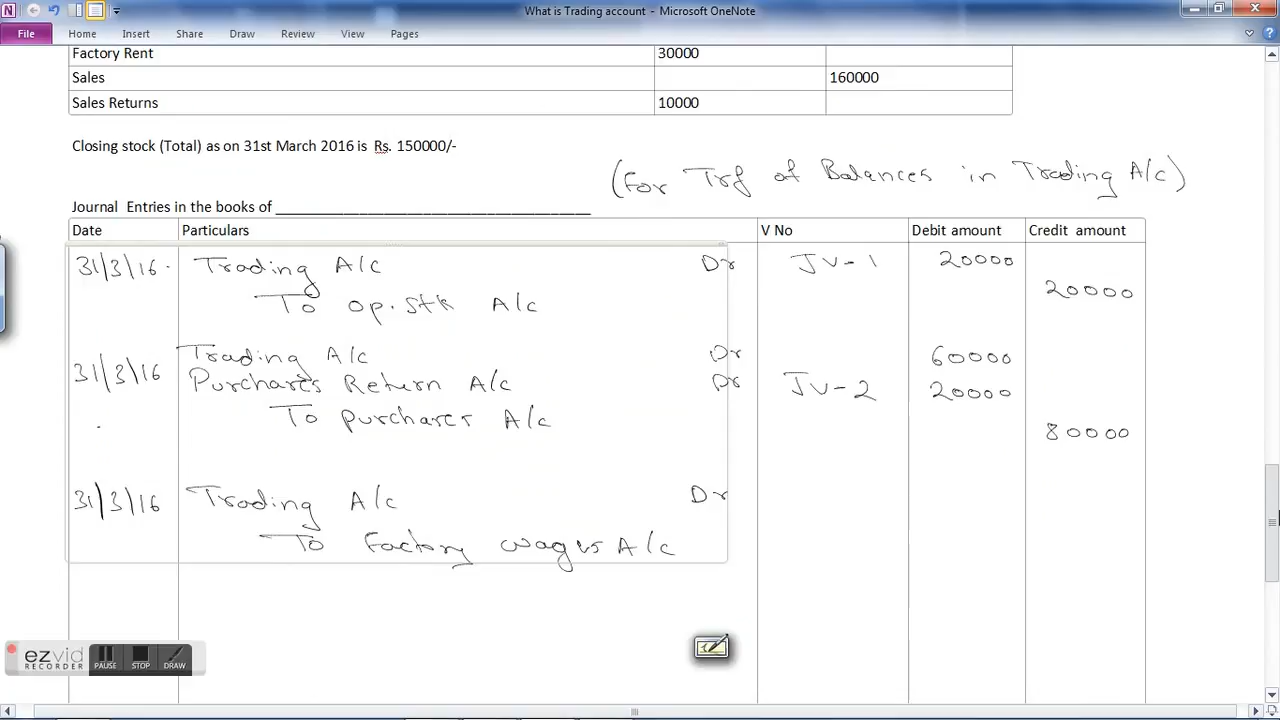 What is Trading account - Microsoft OneNote
File Home Insert Share Draw Review View Pages
Factory Rent 30000
Sales 160000
Sales Returns 10000
Closing stock (Total) as on 31st March 2016 is Rs. 150000/-
(For Trf of Balances in Trading A/c)
Journal Entries in the books of ____________________
Date Particulars V No Debit amount Credit amount
31/3/16 Trading A/c Dr JV-1 20000
To Op. Stk A/c 20000
31/3/16 Trading A/c Dr 60000
Purchases Return A/c Dr JV-2 20000
To purchases A/c 80000
31/3/16 Trading A/c Dr
To Factory wages A/c
ezvid
RECORDER
PAUSE STOP DRAW